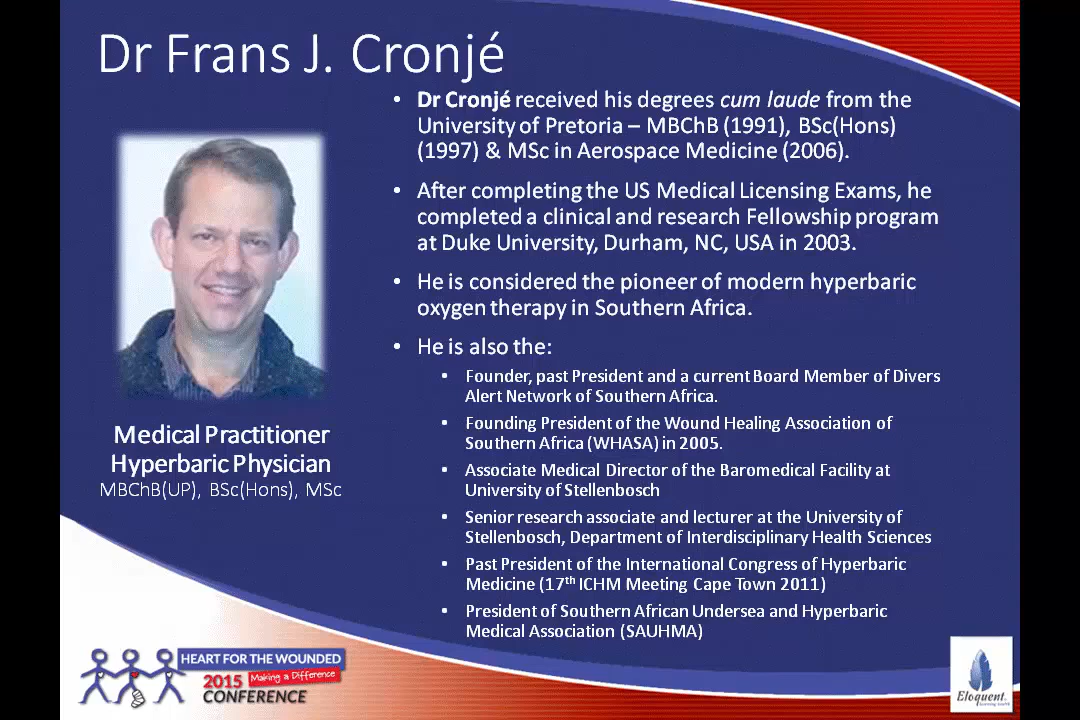 Dr Frans J. Cronjé
• Dr Cronjé received his degrees cum laude from the
University of Pretoria – MBChB (1991), BSc(Hons)
(1997) & MSc in Aerospace Medicine (2006).
• After completing the US Medical Licensing Exams, he
completed a clinical and research Fellowship program
at Duke University, Durham, NC, USA in 2003.
• He is considered the pioneer of modern hyperbaric
oxygen therapy in Southern Africa.
• He is also the:
• Founder, past President and a current Board Member of Divers
Alert Network of Southern Africa.
• Founding President of the Wound Healing Association of
Southern Africa (WHASA) in 2005.
• Associate Medical Director of the Baromedical Facility at
University of Stellenbosch
• Senior research associate and lecturer at the University of
Stellenbosch, Department of Interdisciplinary Health Sciences
• Past President of the International Congress of Hyperbaric
Medicine (17th ICHM Meeting Cape Town 2011)
• President of Southern African Undersea and Hyperbaric
Medical Association (SAUHMA)
Medical Practitioner
Hyperbaric Physician
MBChB(UP), BSc(Hons), MSc
HEART FOR THE WOUNDED
2015 Making a Difference
CONFERENCE
Eloquent.